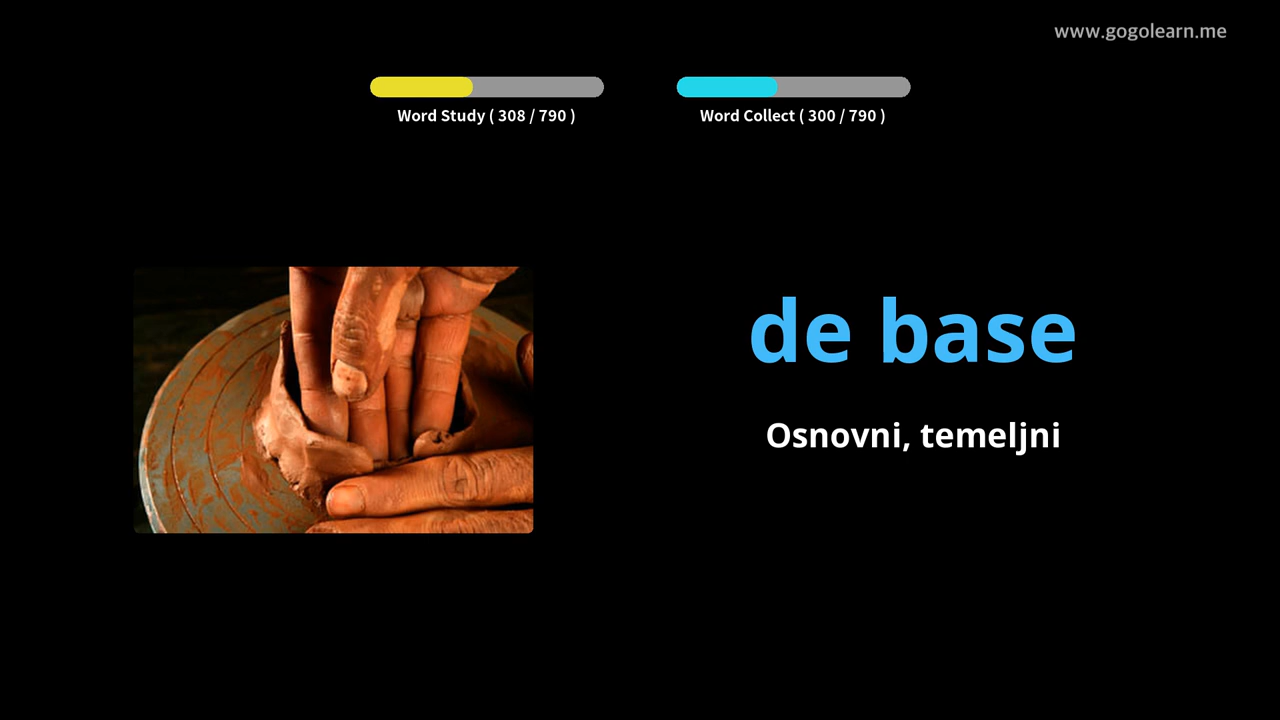 www.gogolearn.me
Word Study ( 308 / 790 )
Word Collect ( 300 / 790 )
de base
Osnovni, temeljni